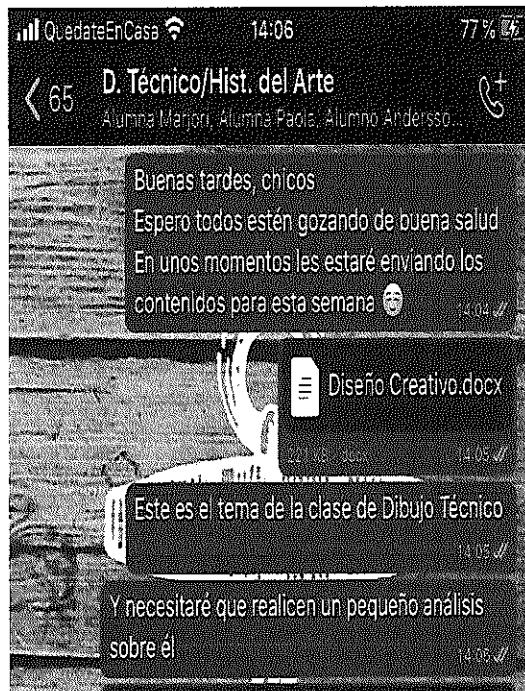 QuedateEnCasa 14:06 77 %
65 D. Técnico/Hist. del Arte
Alumna Marjori, Alumna Paola, Alumno Andersso...
Buenas tardes, chicos
Espero todos estén gozando de buena salud
En unos momentos les estaré enviando los
contenidos para esta semana 14:04
Diseño Creativo.docx
docx 14:05
Este es el tema de la clase de Dibujo Técnico
14:05
Y necesitaré que realicen un pequeño análisis
sobre él 14:05